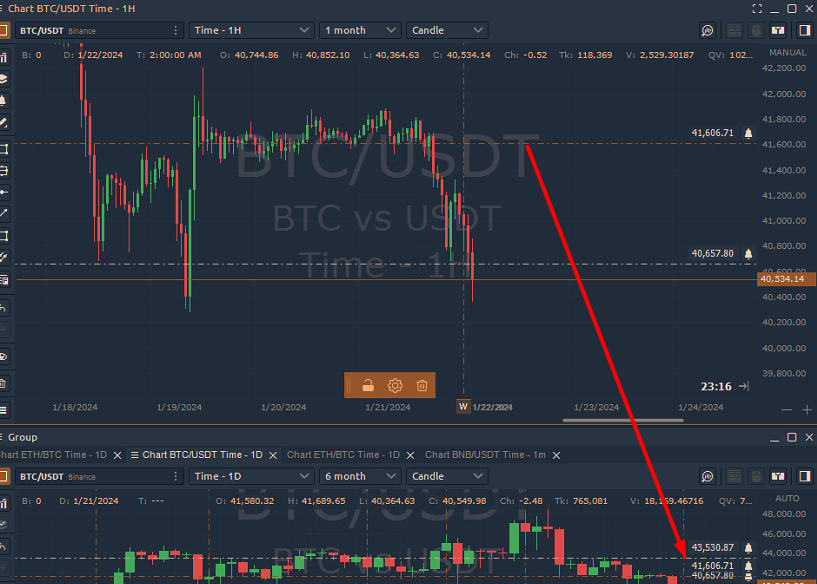 Chart BTC/USDT Time - 1H
BTC/USDT Binance Time - 1H 1 month Candle
B: 0 D: 1/22/2024 T: 2:00:00 AM O: 40,744.86 H: 40,852.10 L: 40,364.63 C: 40,534.14 Ch: -0.52 Tk: 118,369 V: 2,529.30187 QV: 102... MANUAL
42,200.00
42,000.00
41,800.00
41,606.71
41,600.00
BTC/USDT
41,400.00
41,200.00
BTC vs USDT
41,000.00
40,800.00
40,657.80
Time - 1H
40,600.00
40,534.14
40,400.00
40,200.00
40,000.00
39,800.00
23:16
1/18/2024 1/19/2024 1/20/2024 1/21/2024 W 1/22/2024 1/23/2024 1/24/2024
Group
hart ETH/BTC Time - 1D Chart BTC/USDT Time - 1D Chart ETH/BTC Time - 1D Chart BNB/USDT Time - 1m
BTC/USDT Binance Time - 1D 6 month Candle
B: 0 D: 1/21/2024 T: --- O: 41,580.32 H: 41,689.65 L: 40,364.63 C: 40,549.98 Ch: -2.48 Tk: 765,081 V: 18,169.46716 QV: 7... AUTO
BTC/USDT
48,000.00
46,000.00
43,530.87
44,000.00
BTC vs USDT
41,606.71
42,000.00
40,657.80